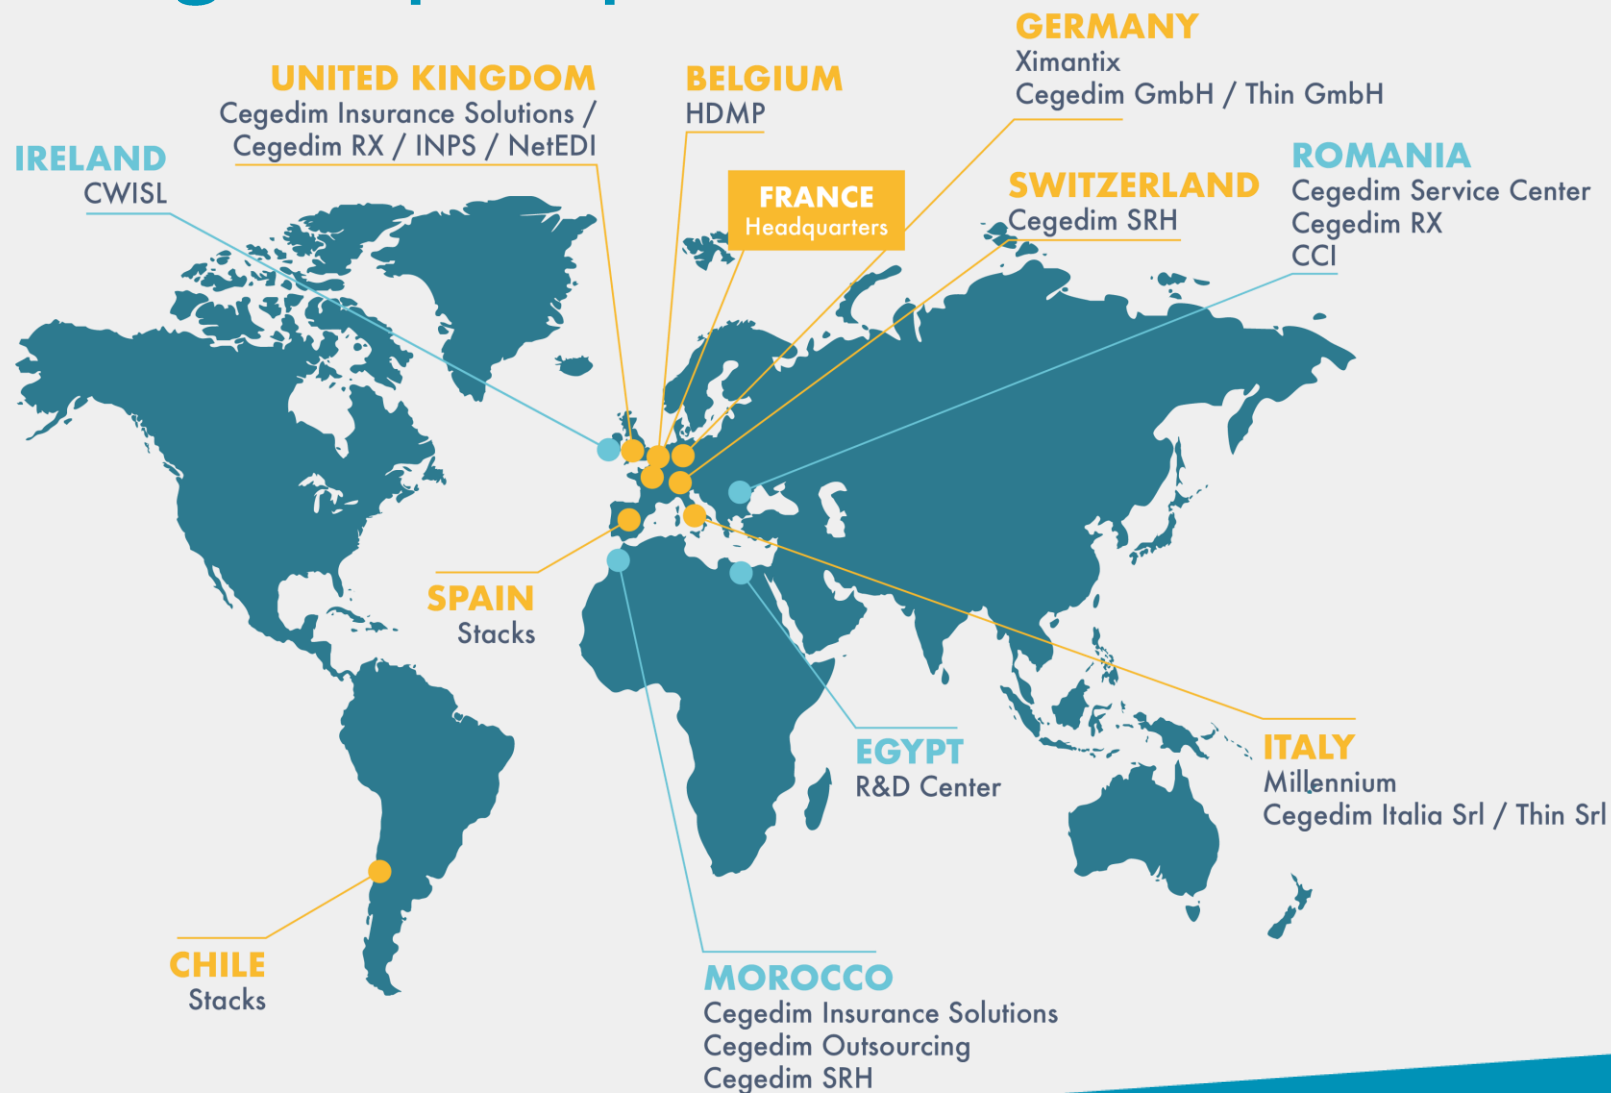 GERMANY
Ximantix
Cegedim GmbH / Thin GmbH
UNITED KINGDOM
Cegedim Insurance Solutions /
Cegedim RX / INPS / NetEDI
BELGIUM
HDMP
IRELAND
CWISL
FRANCE
Headquarters
SWITZERLAND
Cegedim SRH
ROMANIA
Cegedim Service Center
Cegedim RX
CCI
SPAIN
Stacks
EGYPT
R&D Center
ITALY
Millennium
Cegedim Italia Srl / Thin Srl
CHILE
Stacks
MOROCCO
Cegedim Insurance Solutions
Cegedim Outsourcing
Cegedim SRH